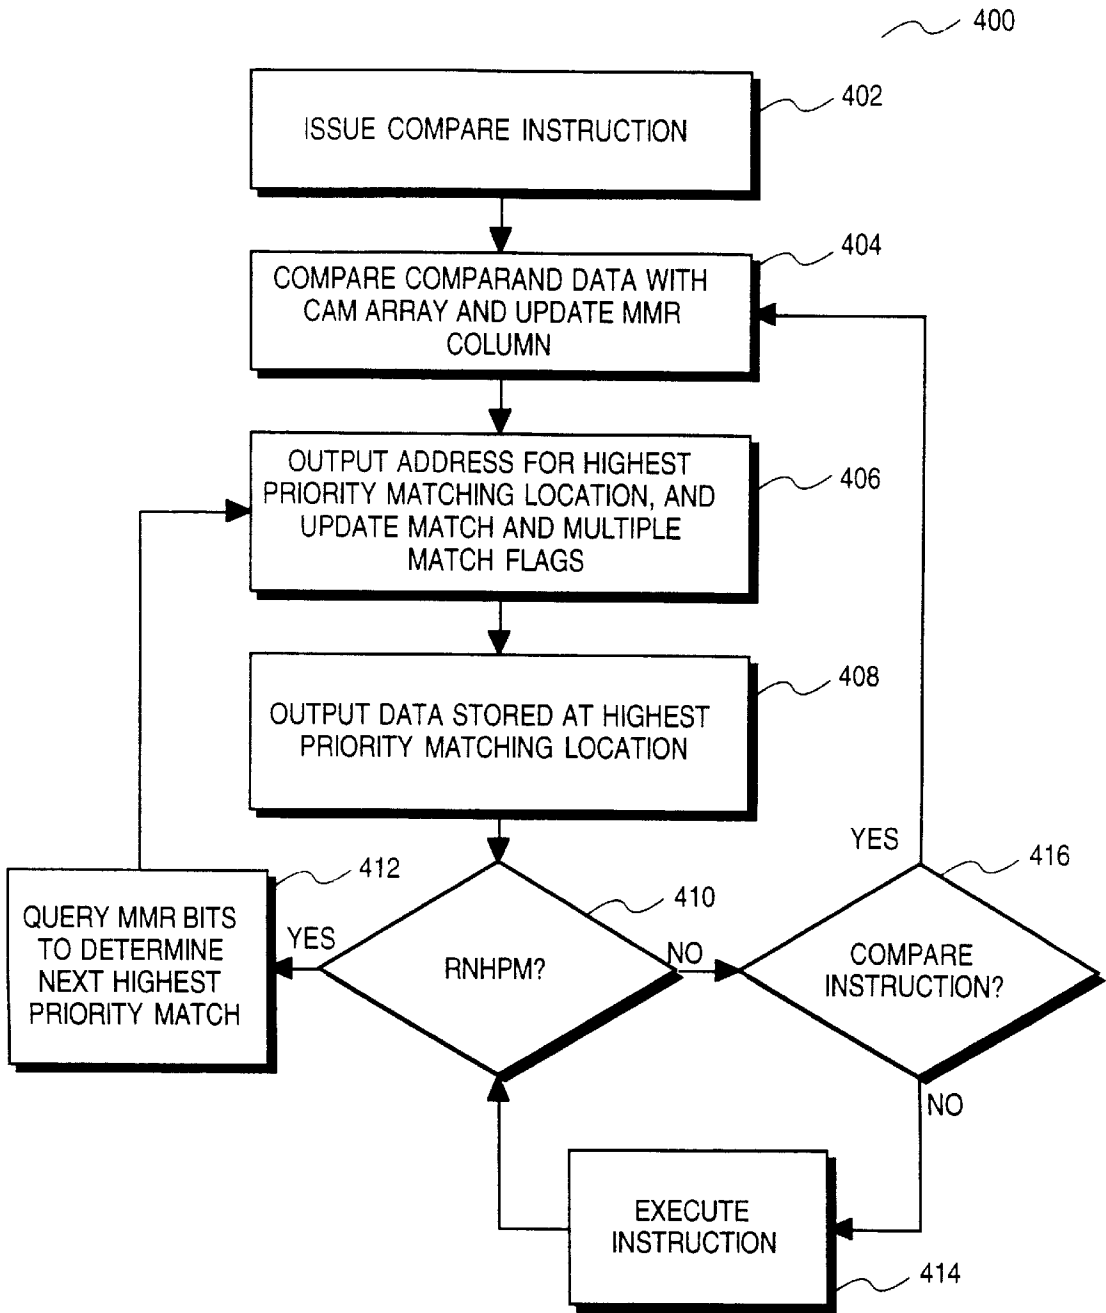 400
402
ISSUE COMPARE INSTRUCTION
404
COMPARE COMPARAND DATA WITH
CAM ARRAY AND UPDATE MMR
COLUMN
OUTPUT ADDRESS FOR HIGHEST
PRIORITY MATCHING LOCATION, AND
UPDATE MATCH AND MULTIPLE
MATCH FLAGS
406
408
OUTPUT DATA STORED AT HIGHEST
PRIORITY MATCHING LOCATION
YES
416
412
410
QUERY MMR BITS
TO DETERMINE
NEXT HIGHEST
PRIORITY MATCH
YES
RNHPM?
NO
COMPARE
INSTRUCTION?
NO
EXECUTE
INSTRUCTION
414